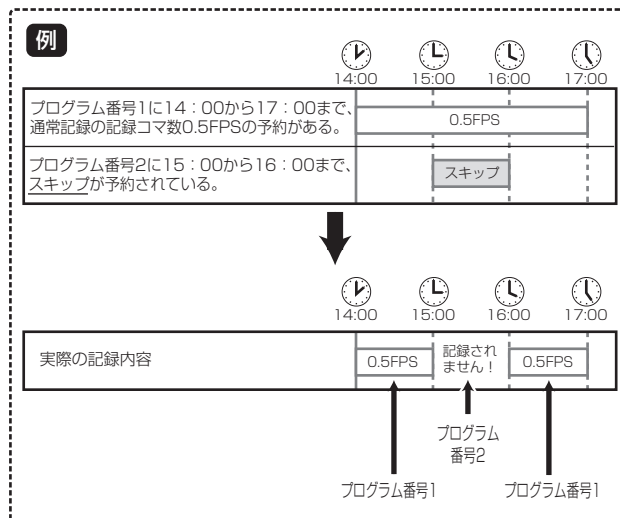 例
14:00 15:00 16:00 17:00
プログラム番号1に14：00から17：00まで、
通常記録の記録コマ数0.5FPSの予約がある。
0.5FPS
プログラム番号2に15：00から16：00まで、
スキップが予約されている。
スキップ
14:00 15:00 16:00 17:00
実際の記録内容
0.5FPS
記録され
ません！
0.5FPS
プログラム
番号2
プログラム番号1 プログラム番号1